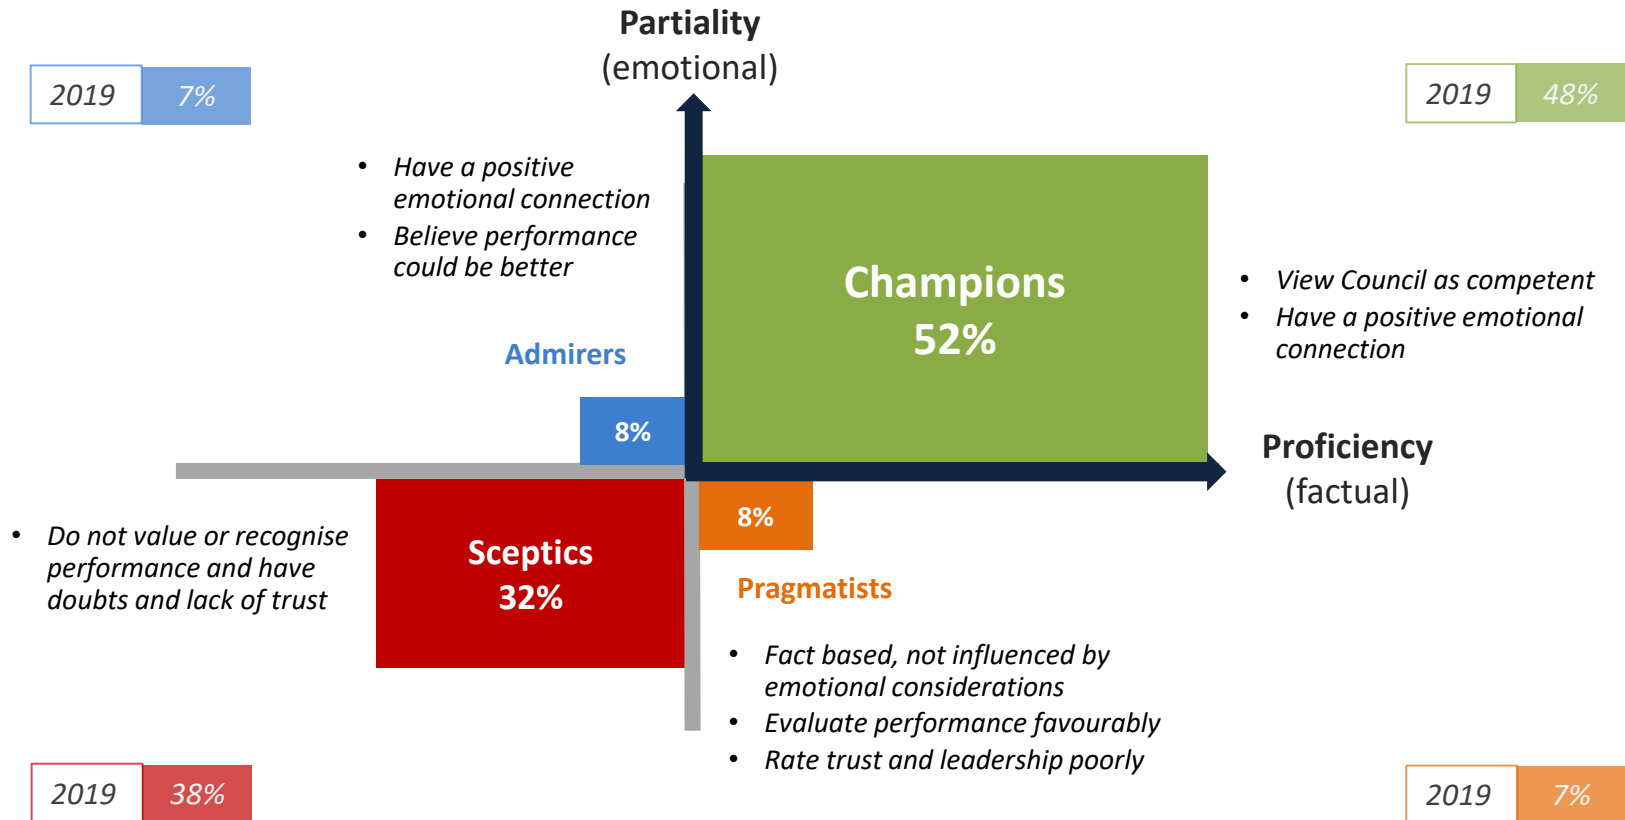 Partiality
(emotional)
2019 7%
2019 48%
• Have a positive
emotional connection
• Believe performance
could be better
Champions
52%
• View Council as competent
• Have a positive emotional
connection
Admirers
8%
Proficiency
(factual)
• Do not value or recognise
performance and have
doubts and lack of trust
Sceptics
32%
8%
Pragmatists
• Fact based, not influenced by
emotional considerations
• Evaluate performance favourably
• Rate trust and leadership poorly
2019 38%
2019 7%